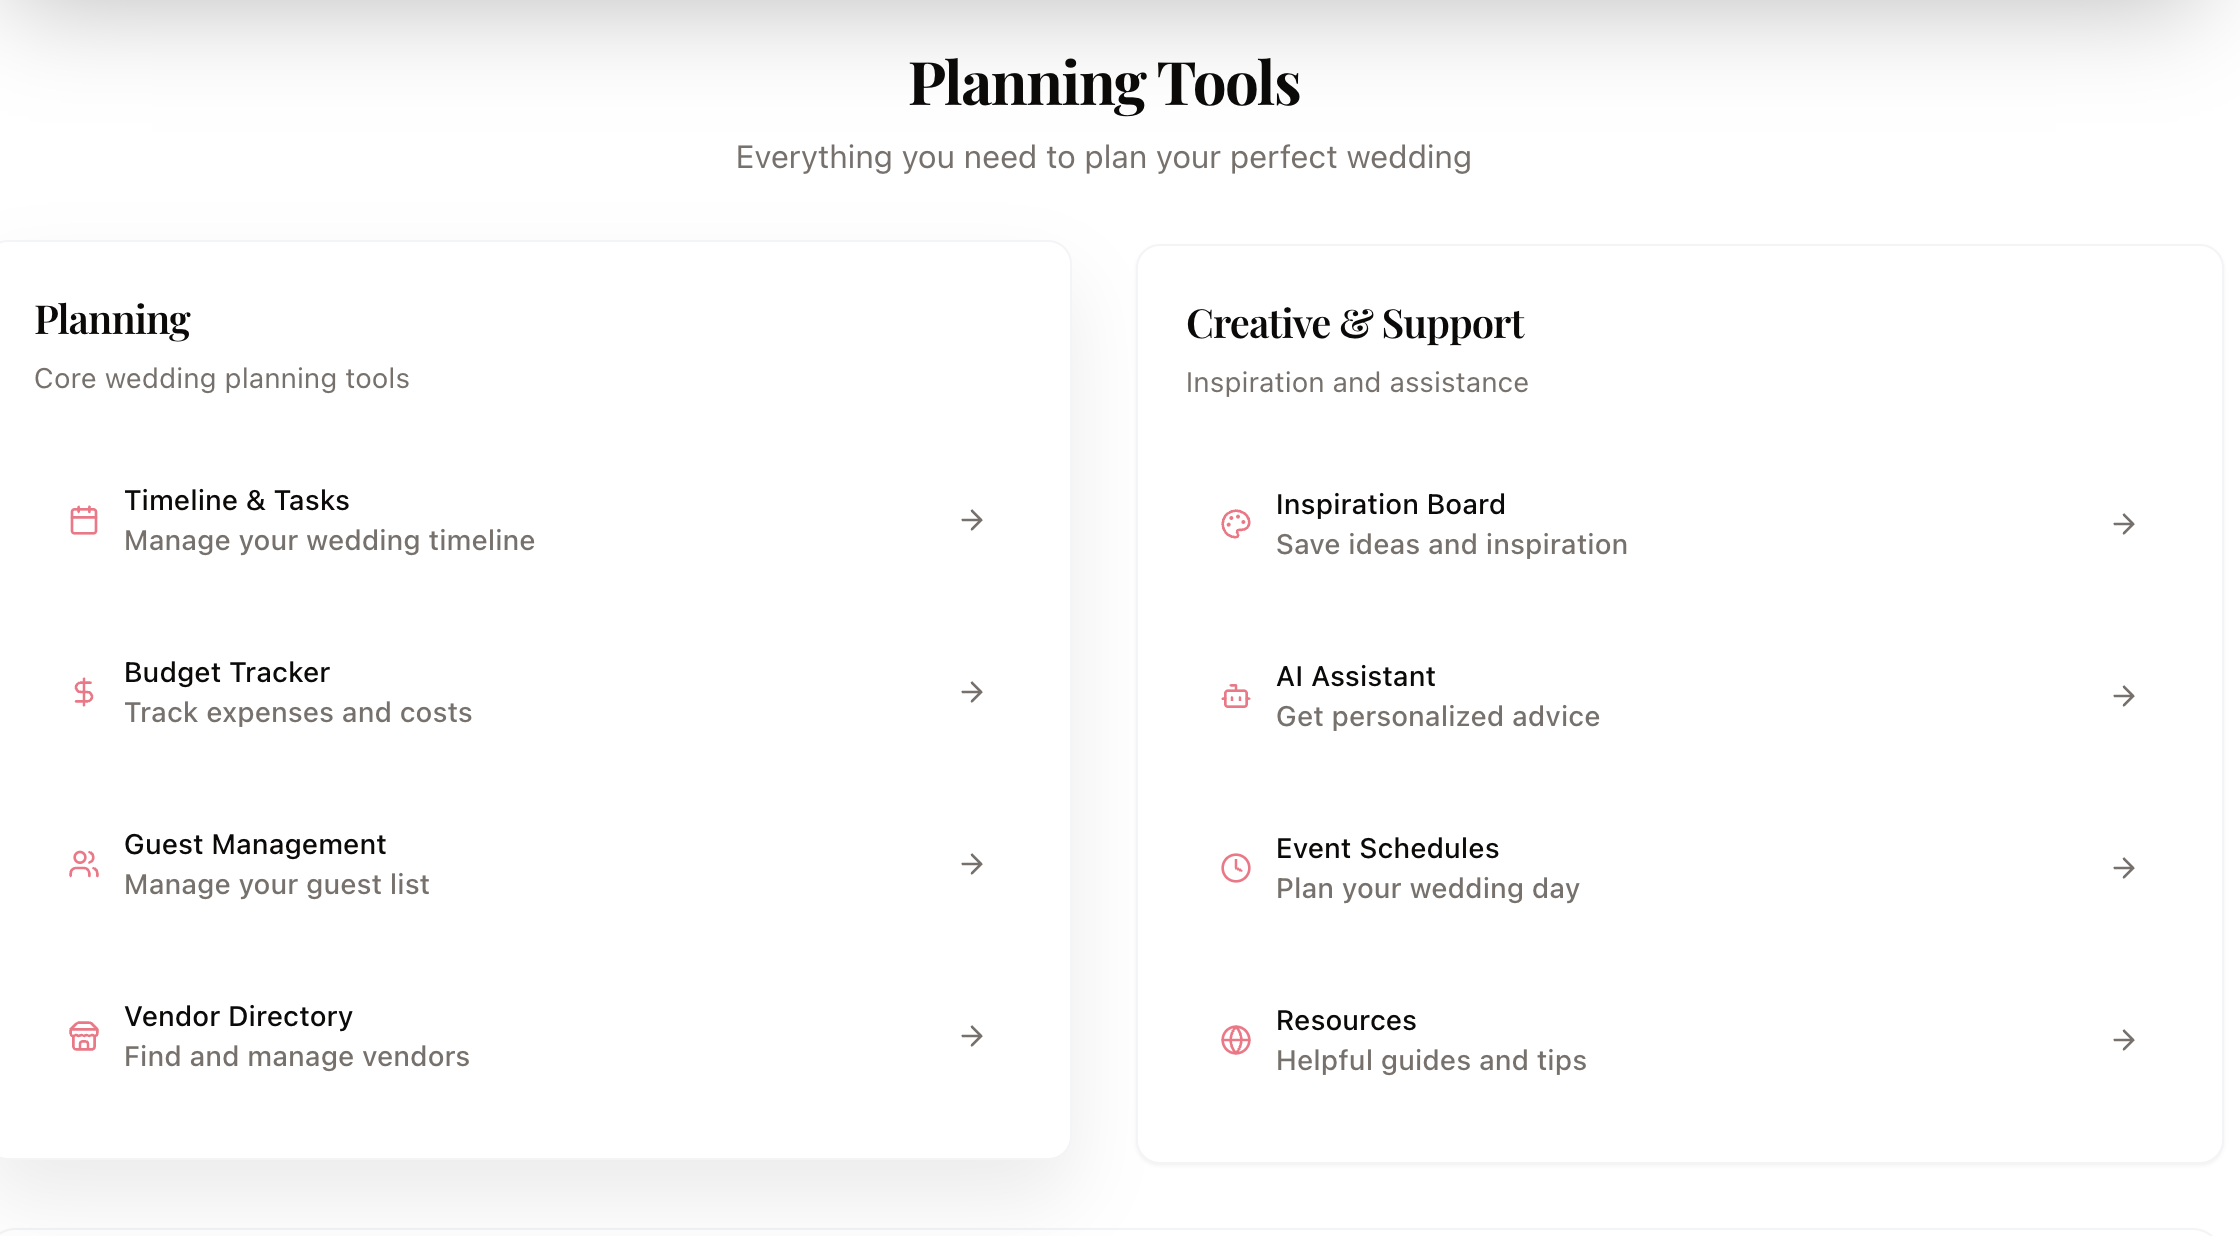 Planning Tools
Everything you need to plan your perfect wedding
Planning
Core wedding planning tools
Timeline & Tasks
Manage your wedding timeline
Budget Tracker
Track expenses and costs
Guest Management
Manage your guest list
Vendor Directory
Find and manage vendors
Creative & Support
Inspiration and assistance
Inspiration Board
Save ideas and inspiration
AI Assistant
Get personalized advice
Event Schedules
Plan your wedding day
Resources
Helpful guides and tips